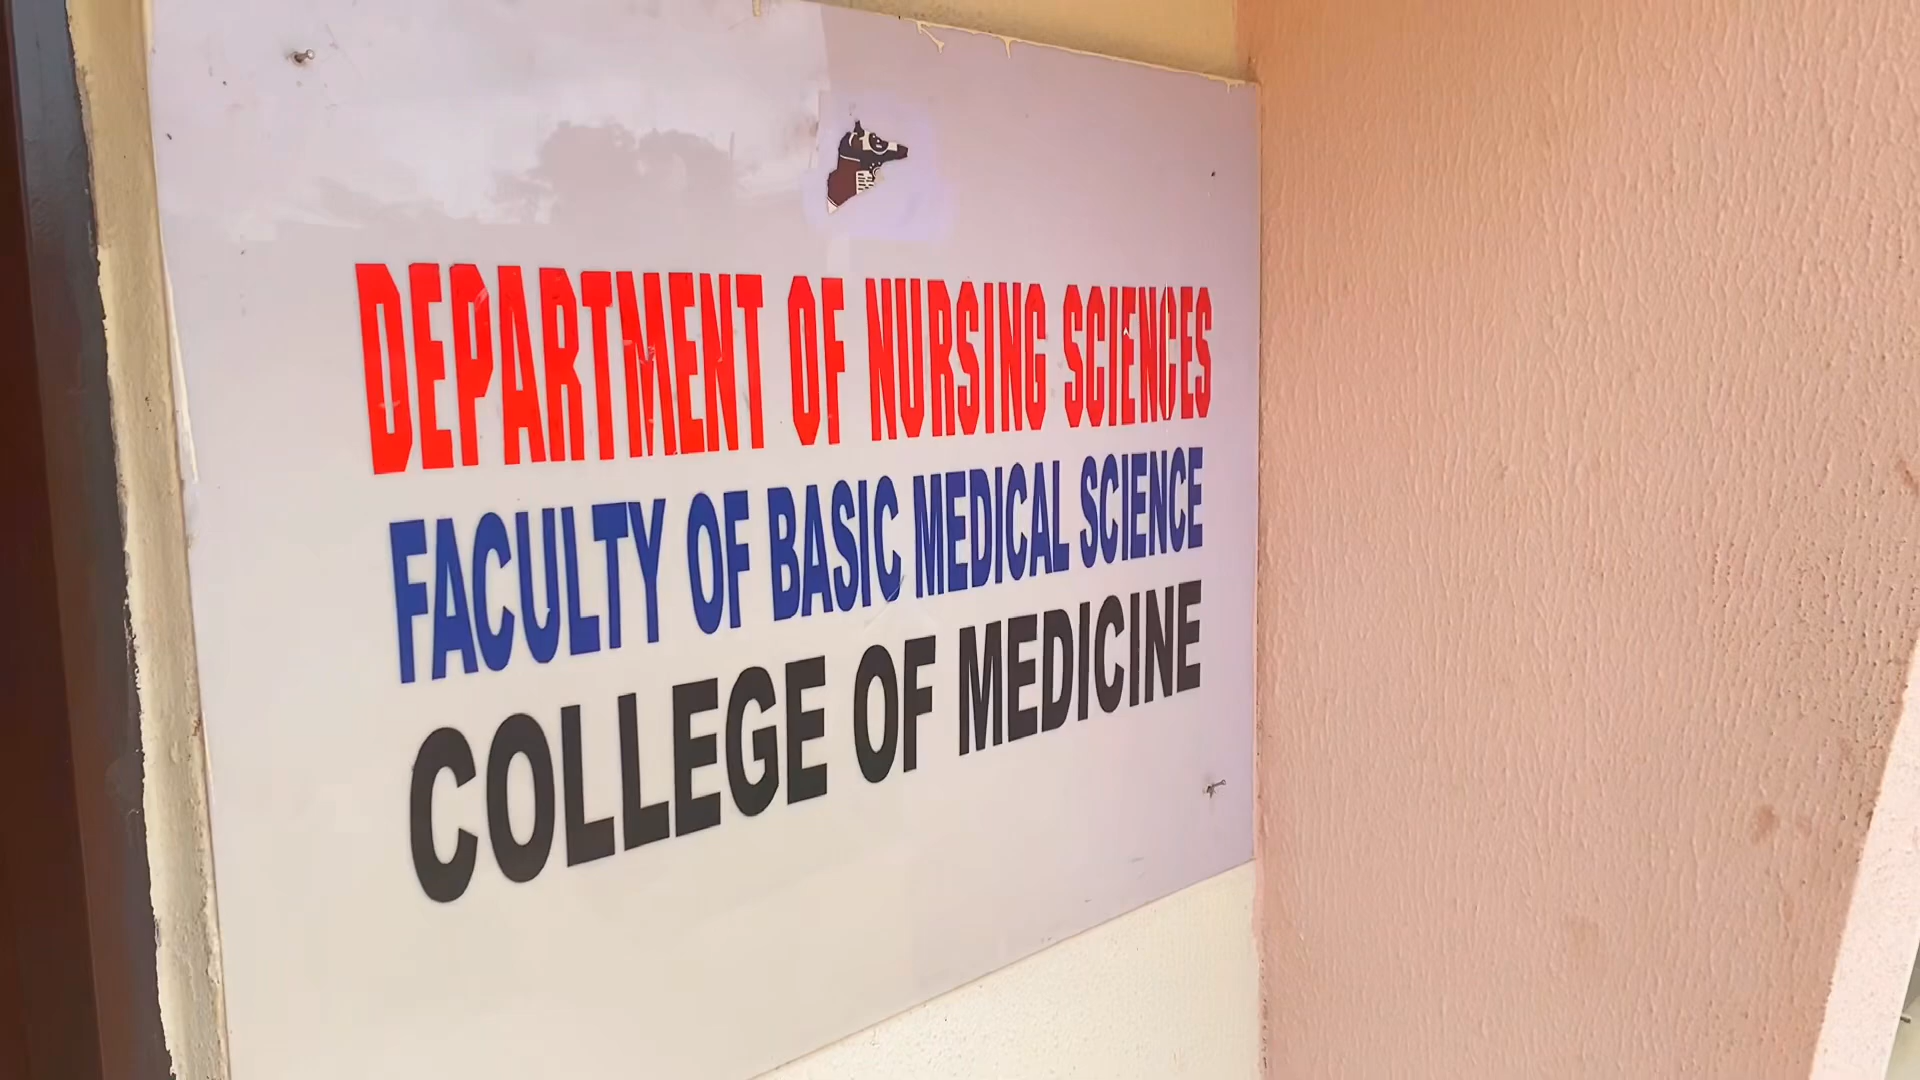 DEPARTMENT OF NURSING SCIENCES
FACULTY OF BASIC MEDICAL SCIENCE
COLLEGE OF MEDICINE